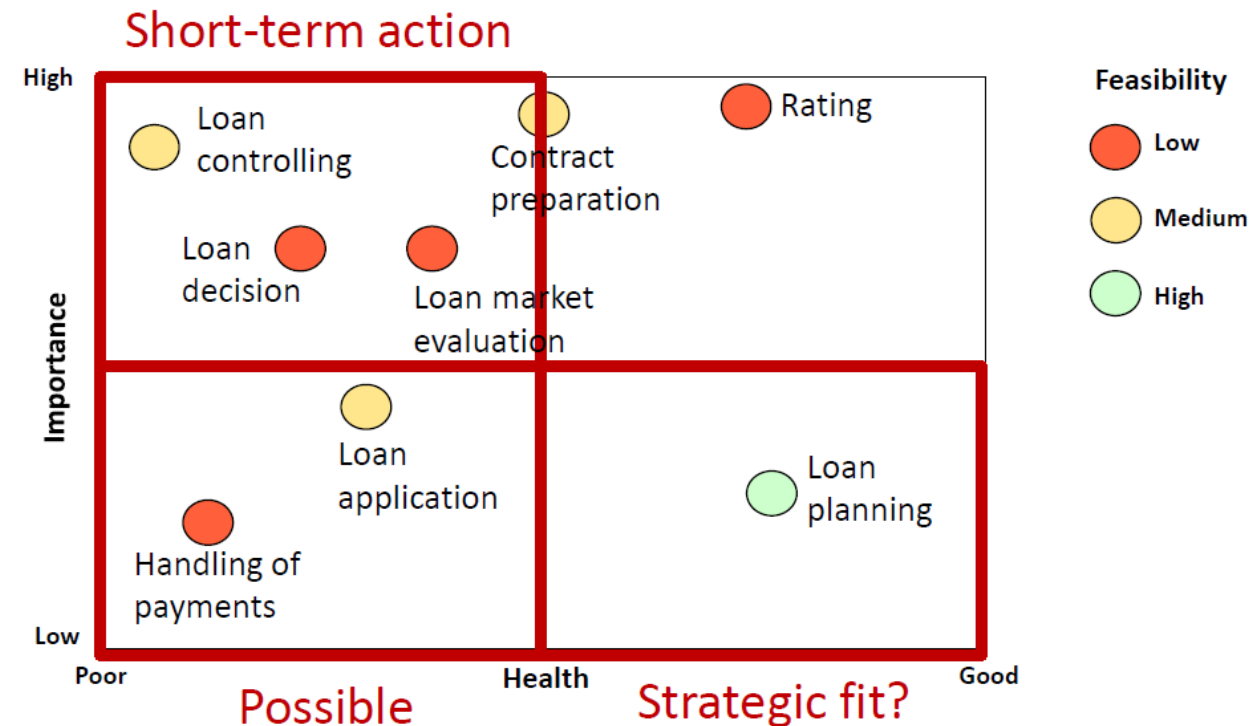 Short-term action
High
Feasibility
Low
Medium
High
Loan
controlling
Contract
preparation
Rating
Loan
decision
Loan market
evaluation
Importance
Loan
application
Loan
planning
Handling of
payments
Low
Poor
Health
Good
Possible
Strategic fit?